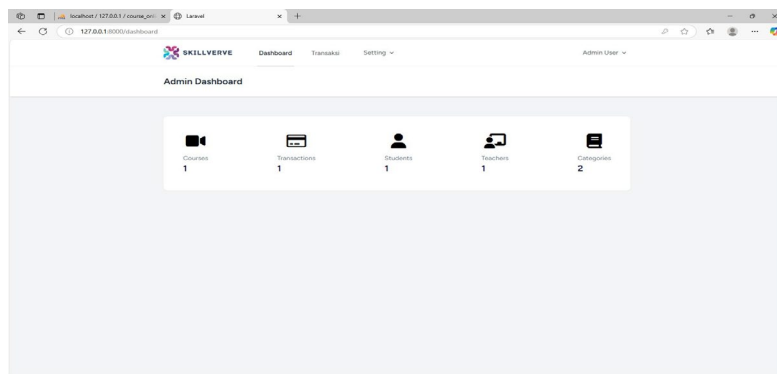 localhost / 127.0.0.1 / course_onli
Laravel
127.0.0.1:8000/dashboard
SKILLVERVE
Dashboard
Transaksi
Setting
Admin User
Admin Dashboard
Courses
Transactions
Students
Teachers
Categories
1
1
1
1
2